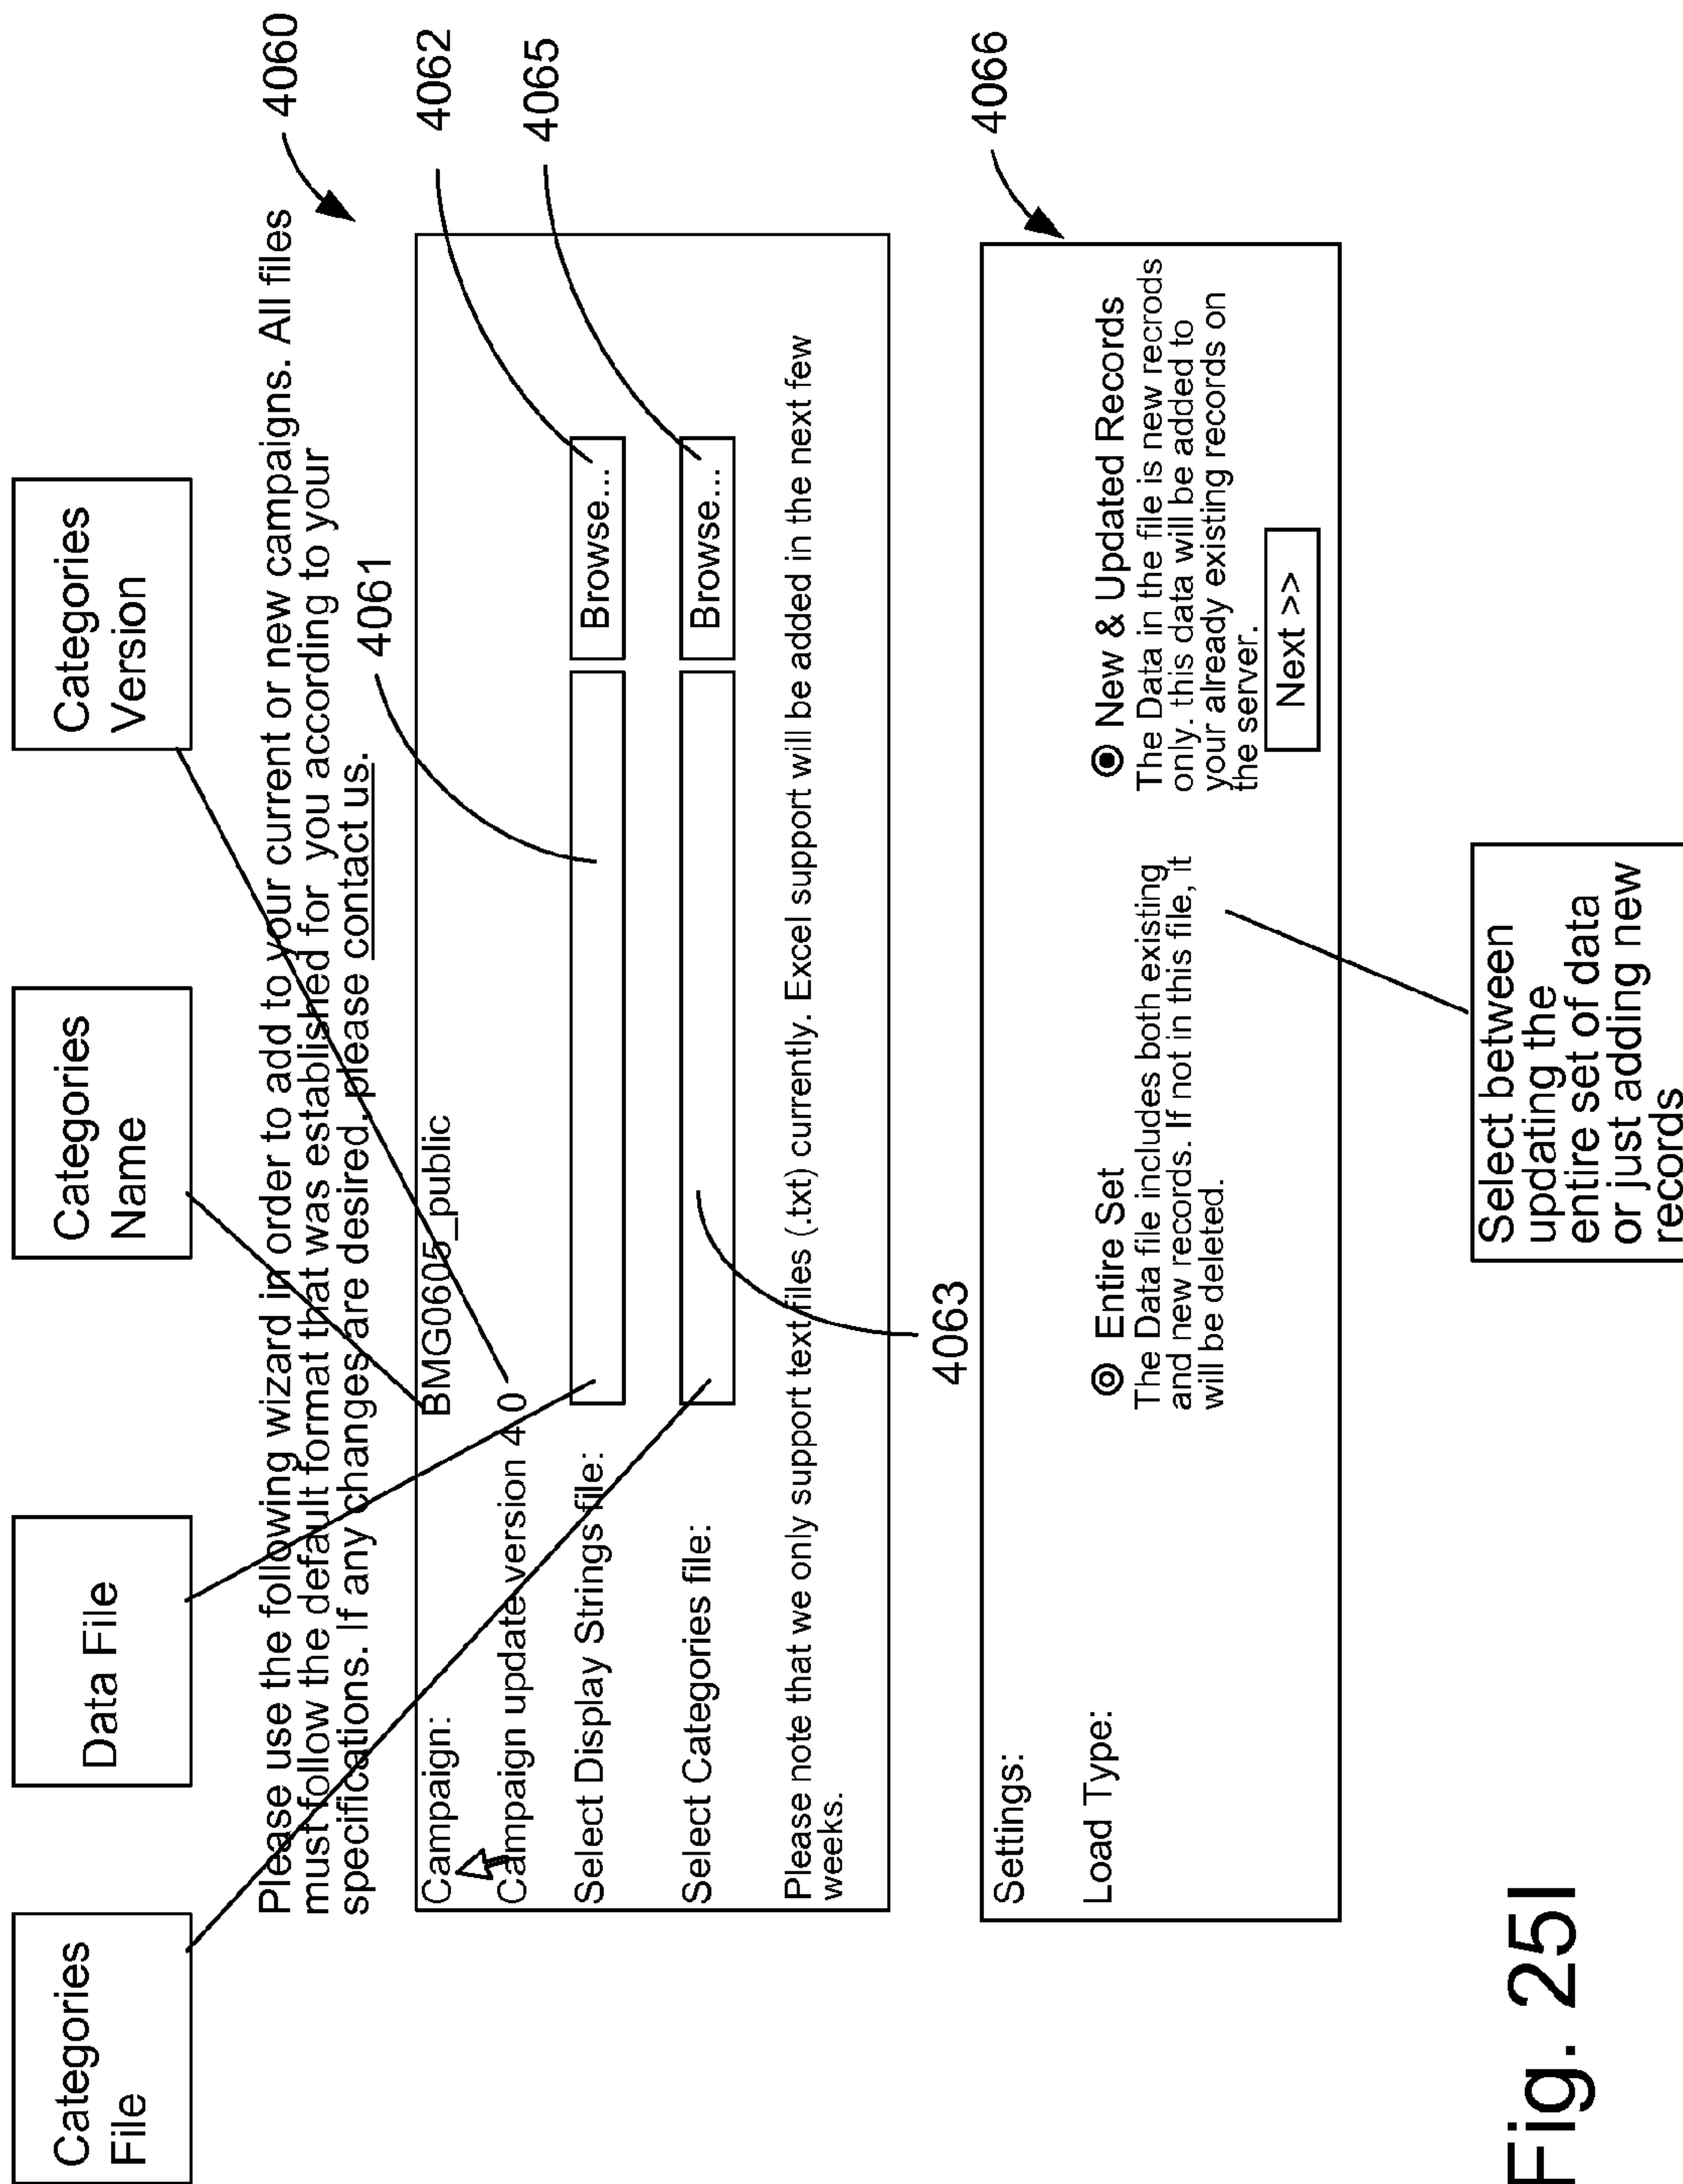 Categories
File
Data File
Categories
Name
Categories
Version
Please use the following wizard in order to add to your current or new campaigns. All files
must follow the default format that was established for you according to your
specifications. If any changes are desired, please contact us.
4060
4061
Campaign: BMG0605_public
4062
Campaign update version 4 0
4065
Select Display Strings file: Browse...
Select Categories file: Browse...
Please note that we only support text files (.txt) currently. Excel support will be added in the next few
weeks.
4063
4066
Settings:
Load Type:
Entire Set
The Data file includes both existing
and new records. If not in this file, it
will be deleted.
New & Updated Records
The Data in the file is new recrods
only. this data will be added to
your already existing records on
the server.
Next >>
Select between
updating the
entire set of data
or just adding new
records
Fig. 25I